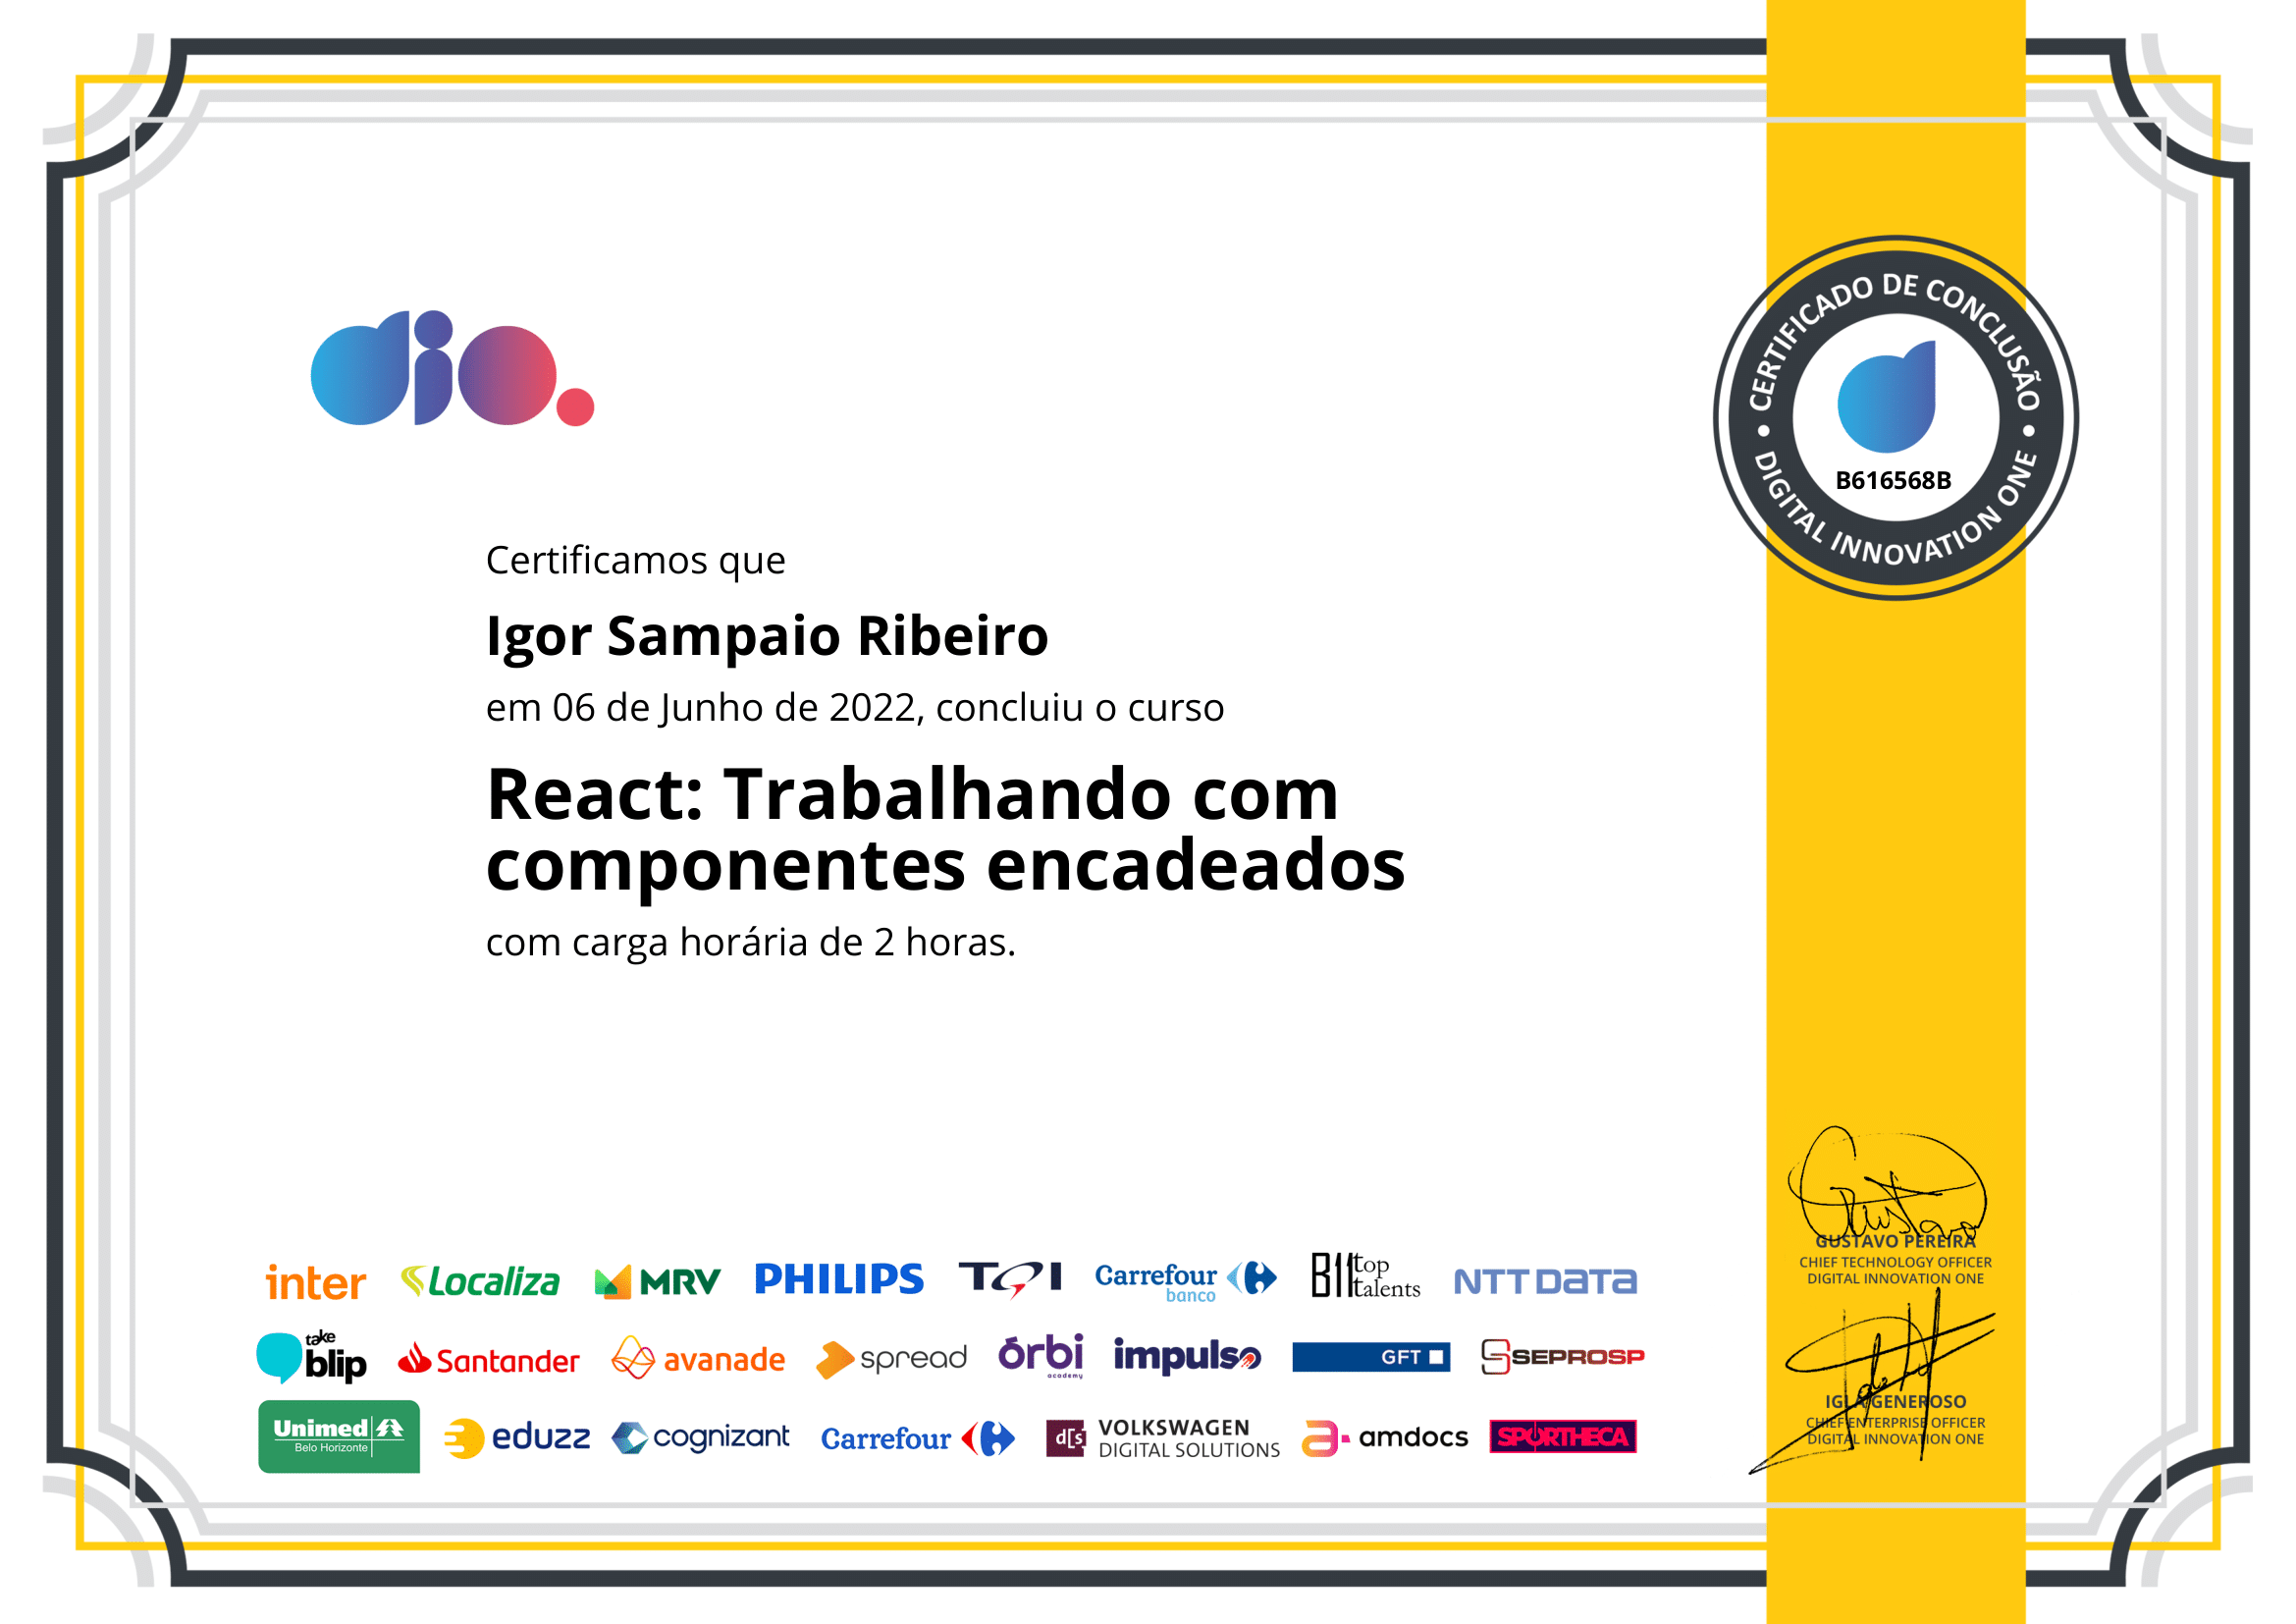 dio.
CERTIFICADO DE CONCLUSÃO • DIGITAL INNOVATION ONE •
B616568B
Certificamos que
Igor Sampaio Ribeiro
em 06 de Junho de 2022, concluiu o curso
React: Trabalhando com
componentes encadeados
com carga horária de 2 horas.
Gustavo
GUSTAVO PEREIRA
CHIEF TECHNOLOGY OFFICER
DIGITAL INNOVATION ONE
IGLA GENEROSO
CHIEF ENTERPRISE OFFICER
DIGITAL INNOVATION ONE
inter Localiza MRV PHILIPS TQI Carrefour banco B11 top talents NTT DATA
take blip Santander avanade spread órbi academy impulso GFT SEPROSP
Unimed Belo Horizonte eduzz cognizant Carrefour d[s] VOLKSWAGEN DIGITAL SOLUTIONS a amdocs SPORTHECA